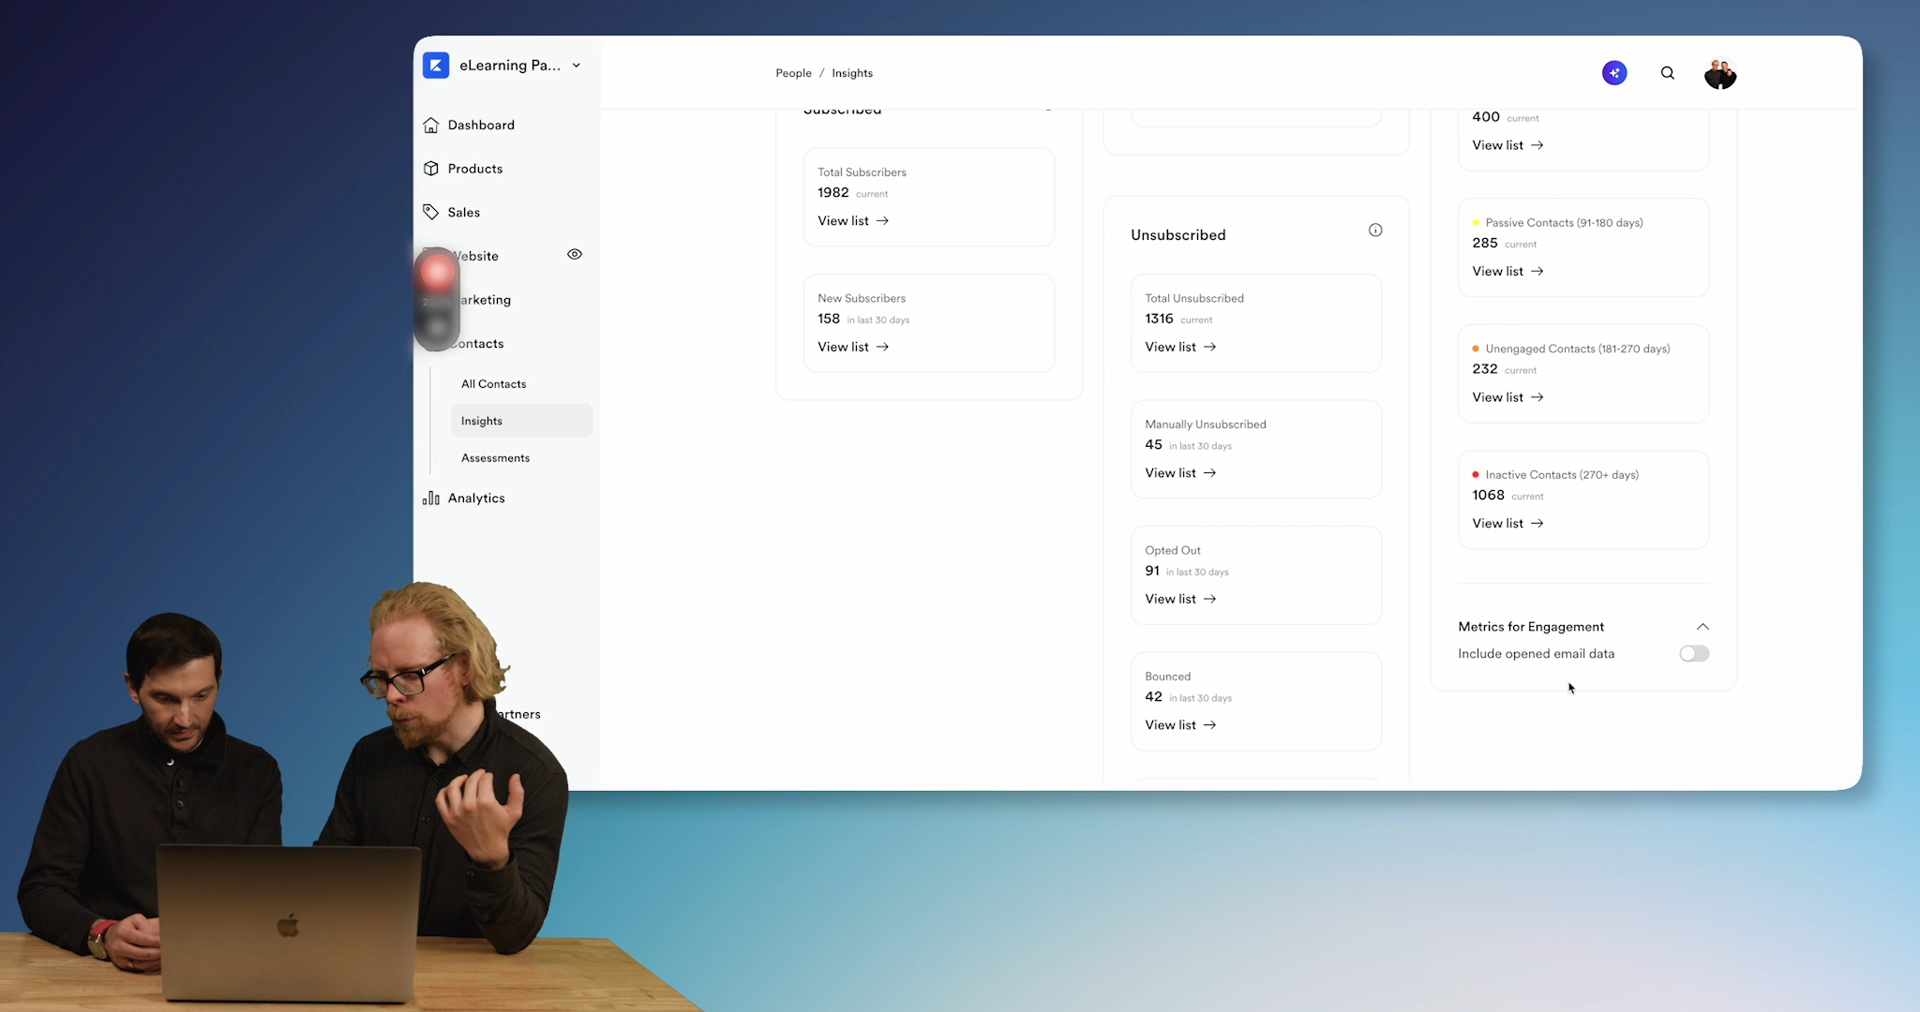 eLearning Pa...
Dashboard
Products
Sales
Website
Marketing
Contacts
All Contacts
Insights
Assessments
Analytics
artners
People / Insights
Subscribed
Total Subscribers
1982 current
View list →
New Subscribers
158 in last 30 days
View list →
Unsubscribed
Total Unsubscribed
1316 current
View list →
Manually Unsubscribed
45 in last 30 days
View list →
Opted Out
91 in last 30 days
View list →
Bounced
42 in last 30 days
View list →
400 current
View list →
Passive Contacts (91-180 days)
285 current
View list →
Unengaged Contacts (181-270 days)
232 current
View list →
Inactive Contacts (270+ days)
1068 current
View list →
Metrics for Engagement
Include opened email data